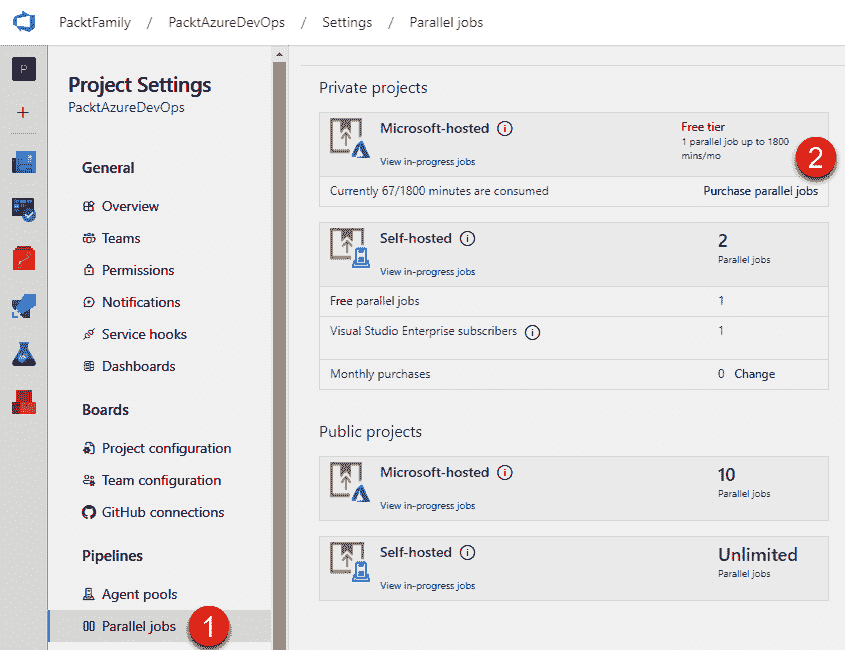 PacktFamily / PacktAzureDevOps / Settings / Parallel jobs
P
Project Settings
PacktAzureDevOps
General
Overview
Teams
Permissions
Notifications
Service hooks
Dashboards
Boards
Project configuration
Team configuration
GitHub connections
Pipelines
Agent pools
Parallel jobs
1
Private projects
Microsoft-hosted
View in-progress jobs
Free tier
1 parallel job up to 1800
mins/mo
2
Currently 67/1800 minutes are consumed
Purchase parallel jobs
Self-hosted
View in-progress jobs
2
Parallel jobs
Free parallel jobs 1
Visual Studio Enterprise subscribers 1
Monthly purchases 0 Change
Public projects
Microsoft-hosted
View in-progress jobs
10
Parallel jobs
Self-hosted
View in-progress jobs
Unlimited
Parallel jobs